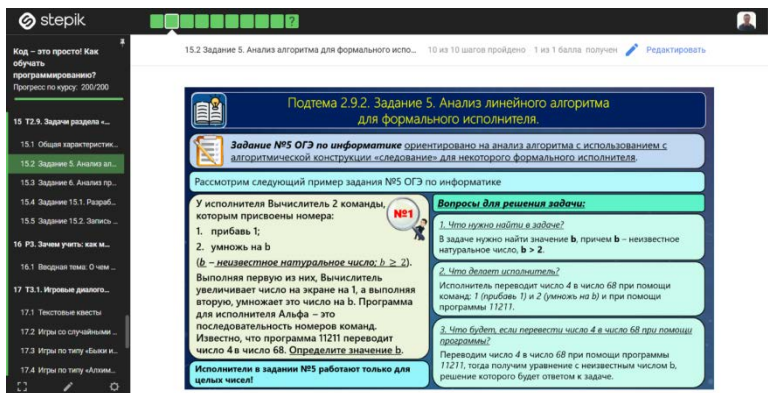 stepik
?
Код – это просто! Как
обучать
программированию?
Прогресс по курсу: 200/200
15.2 Задание 5. Анализ алгоритма для формального испо...
10 из 10 шагов пройдено
1 из 1 балла получен
Редактировать
15 Т2.9. Задачи раздела «...
15.1 Общая характеристик...
15.2 Задание 5. Анализ ал...
15.3 Задание 6. Анализ пр...
15.4 Задание 15.1. Разраб...
15.5 Задание 15.2. Запись ...
16 Р3. Зачем учить: как м...
16.1 Вводная тема: О чем ...
17 Т3.1. Игровые диалого...
17.1 Текстовые квесты
17.2 Игры со случайными ...
17.3 Игры по типу «Быки и...
17.4 Игры по типу «Алхим...
Подтема 2.9.2. Задание 5. Анализ линейного алгоритма
для формального исполнителя.
Задание №5 ОГЭ по информатике ориентировано на анализ алгоритма с использованием с
алгоритмической конструкции «следование» для некоторого формального исполнителя.
Рассмотрим следующий пример задания №5 ОГЭ по информатике
У исполнителя Вычислитель 2 команды,
которым присвоены номера:
№1
1. прибавь 1;
2. умножь на b
(b – неизвестное натуральное число; b ≥ 2).
Выполняя первую из них, Вычислитель
увеличивает число на экране на 1, а выполняя
вторую, умножает это число на b. Программа
для исполнителя Альфа – это
последовательность номеров команд.
Известно, что программа 11211 переводит
число 4 в число 68. Определите значение b.
Исполнители в задании №5 работают только для
целых чисел!
Вопросы для решения задачи:
1. Что нужно найти в задаче?
В задаче нужно найти значение b, причем b – неизвестное
натуральное число, b > 2.
2. Что делает исполнитель?
Исполнитель переводит число 4 в число 68 при помощи
команд: 1 (прибавь 1) и 2 (умножь на b) и при помощи
программы 11211.
3. Что будет, если перевести число 4 в число 68 при помощи
программы?
Переводим число 4 в число 68 при помощи программы
11211, тогда получим уравнение с неизвестным числом b,
решение которого будет ответом к задаче.